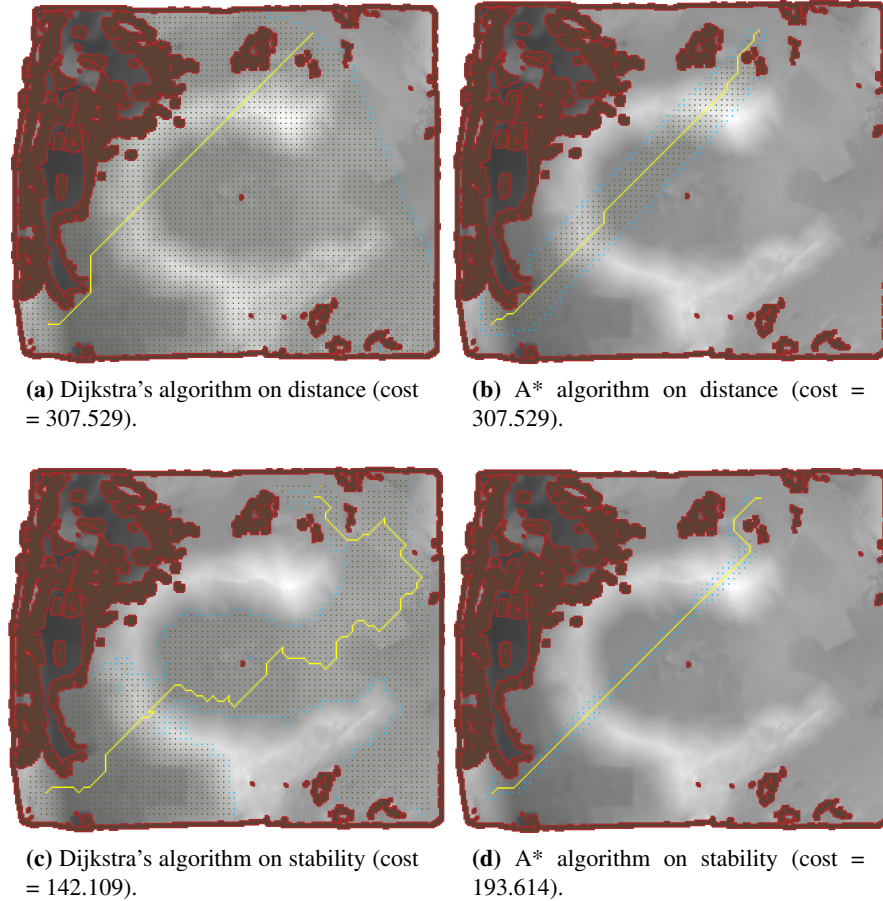 (a) Dijkstra's algorithm on distance (cost
= 307.529).
(b) A* algorithm on distance (cost =
307.529).
(c) Dijkstra's algorithm on stability (cost
= 142.109).
(d) A* algorithm on stability (cost =
193.614).